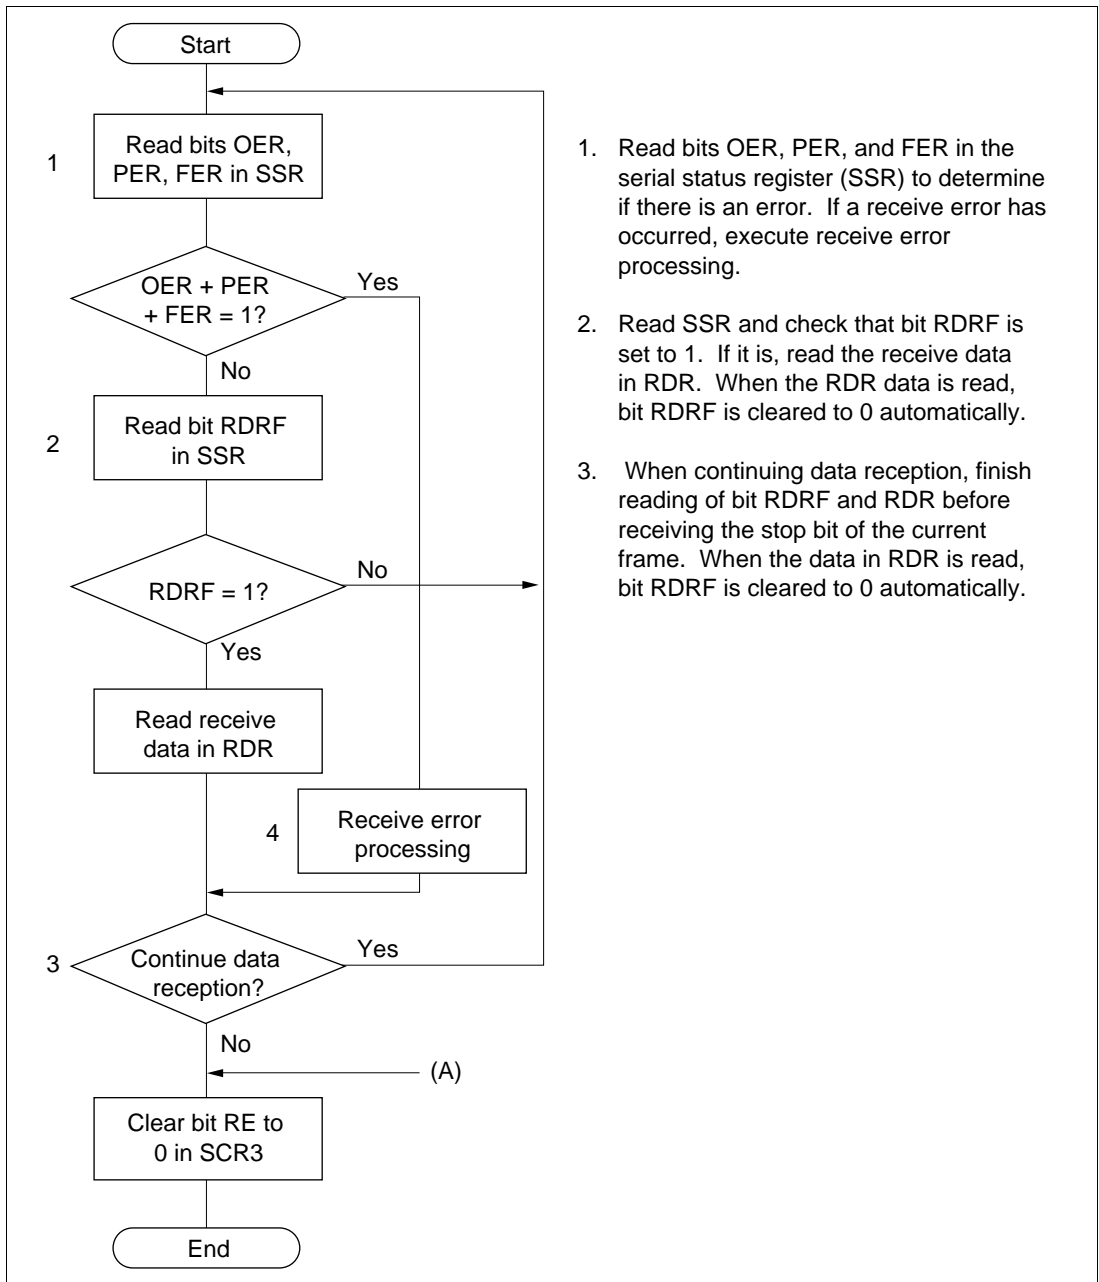 Start
1
Read bits OER,
PER, FER in SSR
OER + PER
+ FER = 1?
Yes
No
2
Read bit RDRF
in SSR
RDRF = 1?
No
Yes
Read receive
data in RDR
4
Receive error
processing
3
Continue data
reception?
Yes
No
(A)
Clear bit RE to
0 in SCR3
End
1. Read bits OER, PER, and FER in the
serial status register (SSR) to determine
if there is an error. If a receive error has
occurred, execute receive error
processing.
2. Read SSR and check that bit RDRF is
set to 1. If it is, read the receive data
in RDR. When the RDR data is read,
bit RDRF is cleared to 0 automatically.
3. When continuing data reception, finish
reading of bit RDRF and RDR before
receiving the stop bit of the current
frame. When the data in RDR is read,
bit RDRF is cleared to 0 automatically.